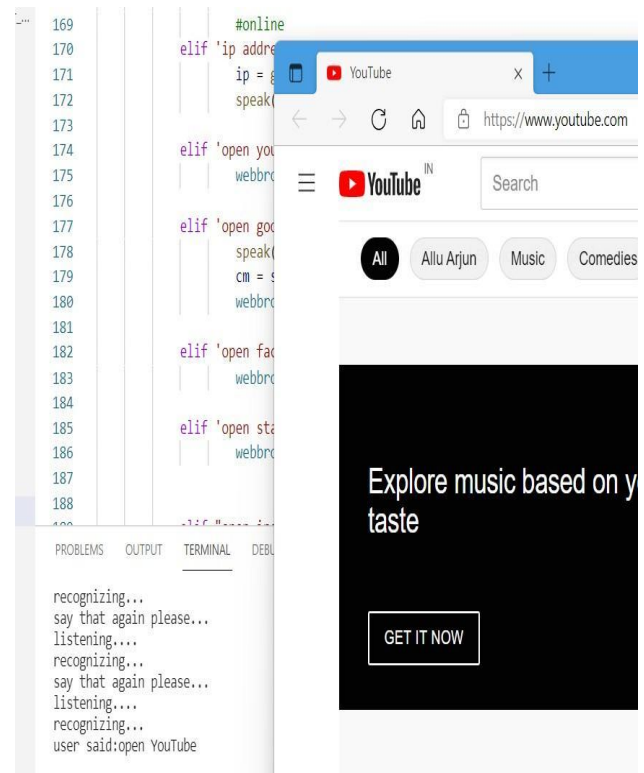 169 #online
170 elif 'ip addre
171 ip = g
172 speak(
173
174 elif 'open you
175 webbro
176
177 elif 'open goo
178 speak(
179 cm = s
180 webbro
181
182 elif 'open fac
183 webbro
184
185 elif 'open sta
186 webbro
187
188
PROBLEMS OUTPUT TERMINAL DEBU
recognizing...
say that again please...
listening....
recognizing...
say that again please...
listening....
recognizing...
user said:open YouTube
YouTube
https://www.youtube.com
YouTube IN
Search
All Allu Arjun Music Comedies
Explore music based on yo
taste
GET IT NOW